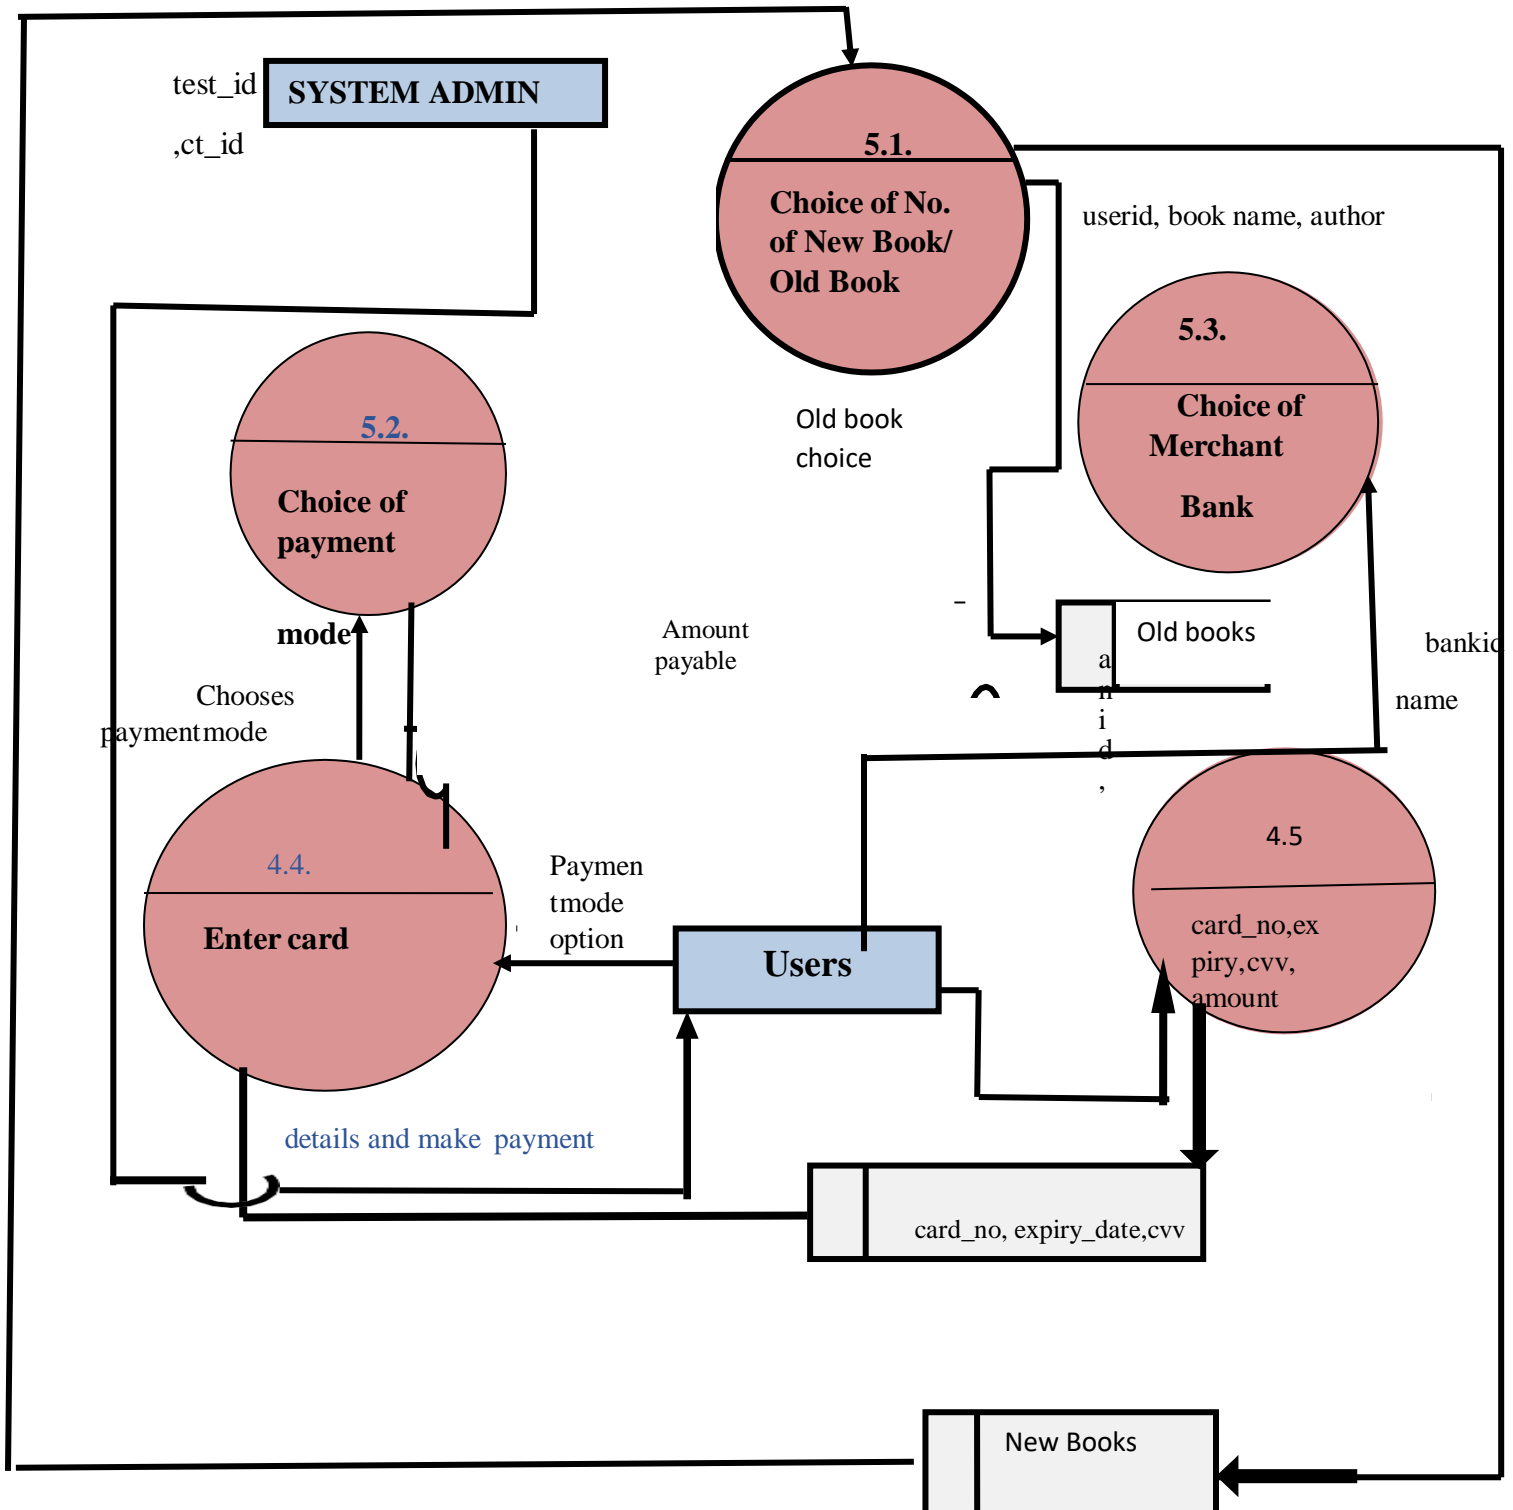 test_id
SYSTEM ADMIN
,ct_id
5.1.
Choice of No.
of New Book/
Old Book
userid, book name, author
5.3.
Choice of
Merchant
Bank
5.2.
Choice of
payment
mode
Old book
choice
Amount
payable
Old books
a
n
i
d
,
bankid
name
Chooses
payment mode
4.4.
Enter card
Paymen
tmode
option
Users
4.5
card_no,ex
piry,cvv,
amount
details and make payment
card_no, expiry_date,cvv
New Books